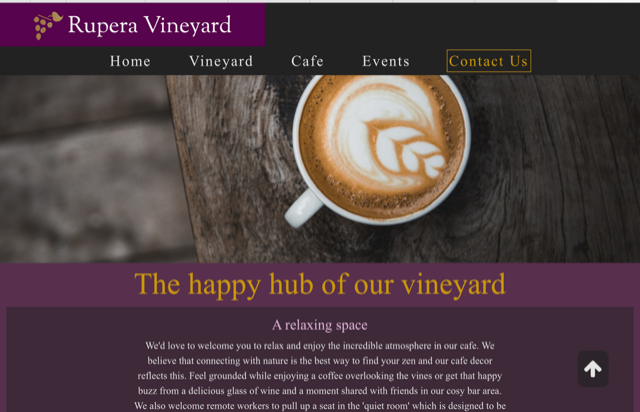 Rupera Vineyard
Home Vineyard Cafe Events Contact Us
The happy hub of our vineyard
A relaxing space
We'd love to welcome you to relax and enjoy the incredible atmosphere in our cafe. We
believe that connecting with nature is the best way to find your zen and our cafe decor
reflects this. Feel grounded while enjoying a coffee overlooking the vines or get that happy
buzz from a delicious glass of wine and a moment shared with friends in our cosy bar area.
We also welcome remote workers to pull up a seat in the 'quiet room' which is designed to be